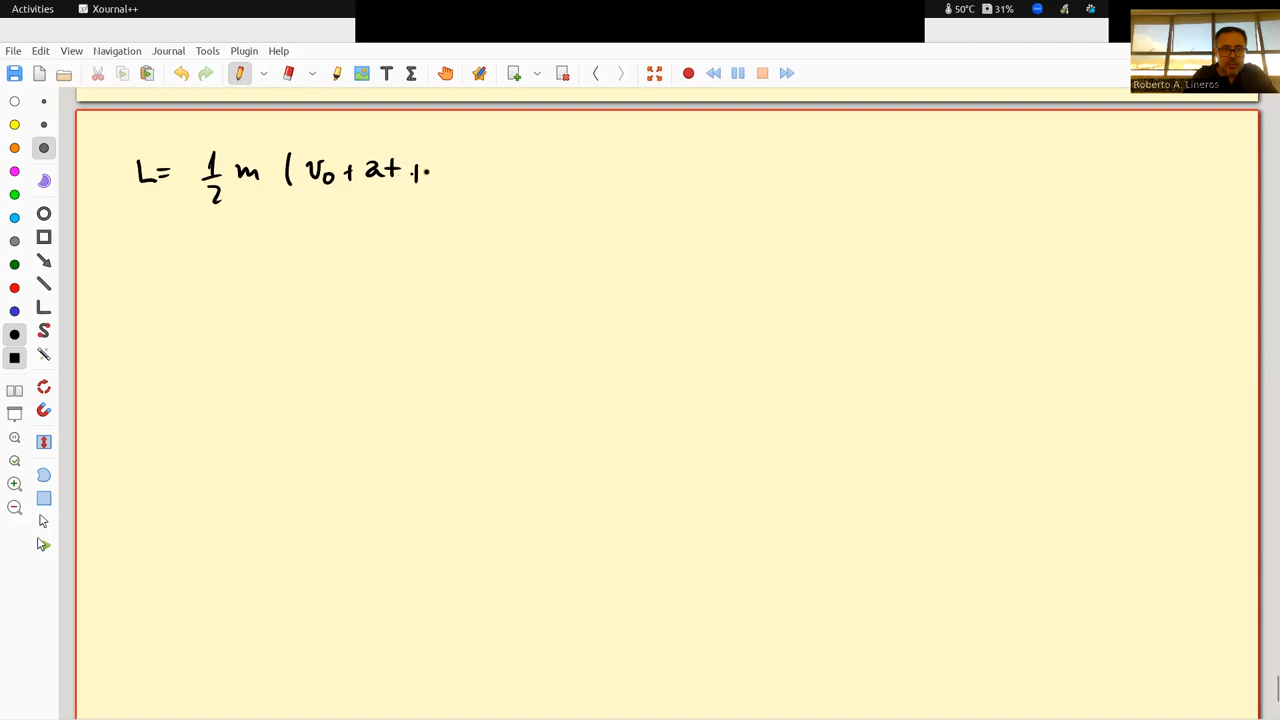 Activities Xournal++ 50°C 31%
File Edit View Navigation Journal Tools Plugin Help
Roberto A. Lineros
L= 1/2 m ( v₀ + at +